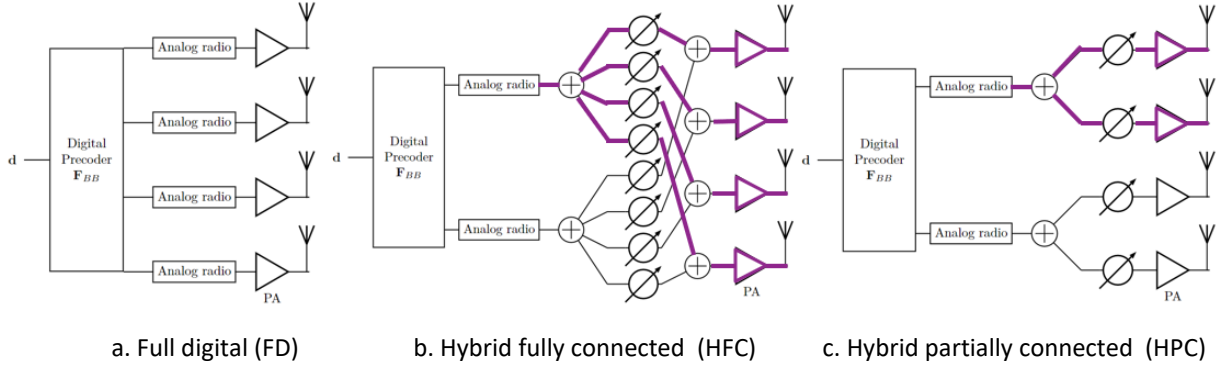 d
Digital
Precoder
F_BB
Analog radio
Analog radio
Analog radio
Analog radio
PA
a. Full digital (FD)
d
Digital
Precoder
F_BB
Analog radio
Analog radio
PA
b. Hybrid fully connected (HFC)
d
Digital
Precoder
F_BB
Analog radio
Analog radio
PA
c. Hybrid partially connected (HPC)